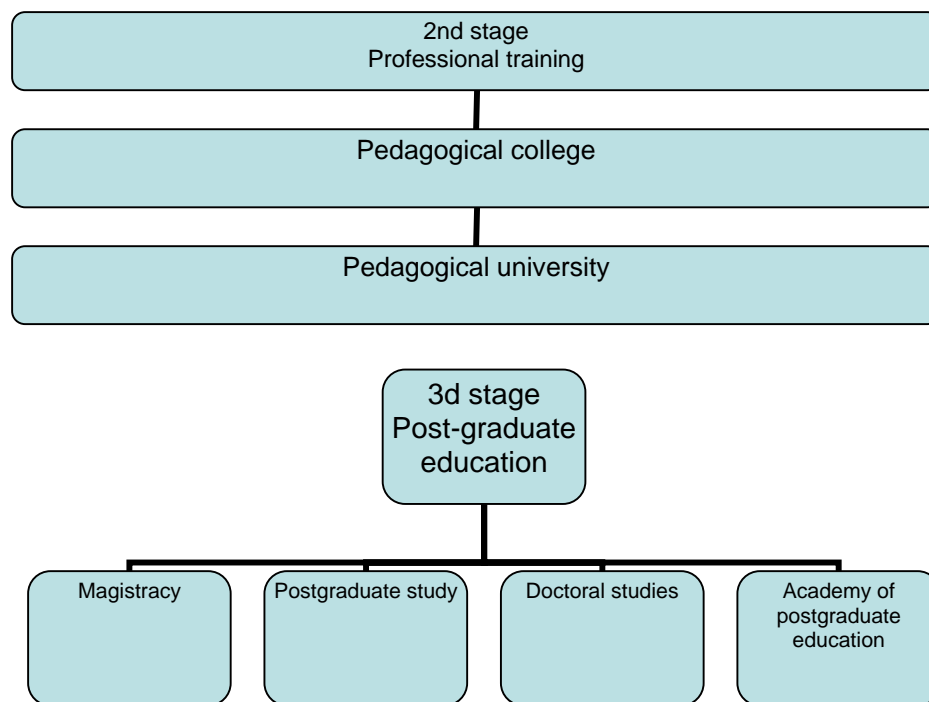 2nd stage
Professional training
Pedagogical college
Pedagogical university
3d stage
Post-graduate
education
Magistracy
Postgraduate study
Doctoral studies
Academy of
postgraduate
education